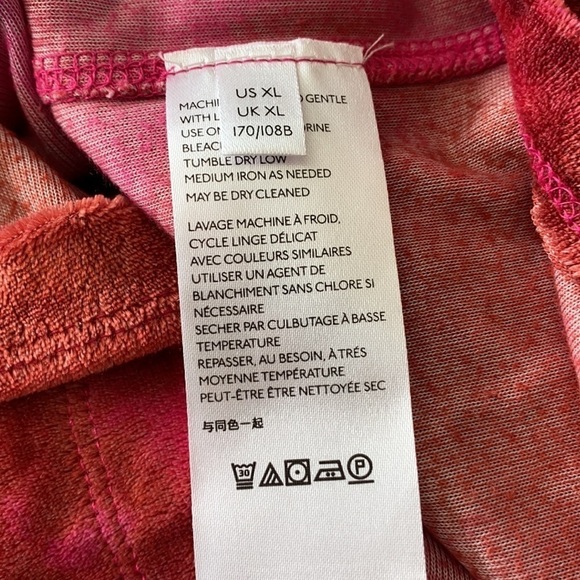 US XL
UK XL
170/108B
GENTLE
WITH
USE
BLEAC
TUMBLE DRY LOW
MEDIUM IRON AS NEEDED
MAY BE DRY CLEANED
LAVAGE MACHINE À FROID,
CYCLE LINGE DÉLICAT
AVEC COULEURS SIMILAIRES
UTILISER UN AGENT DE
BLANCHIMENT SANS CHLORE SI
NÉCESSAIRE
SECHER PAR CULBUTAGE À BASSE
TEMPERATURE
REPASSER, AU BESOIN, À TRÉS
MOYENNE TEMPÉRATURE
PEUT-ÊTRE ÊTRE NETTOYÉE SEC
与同色一起
30
P